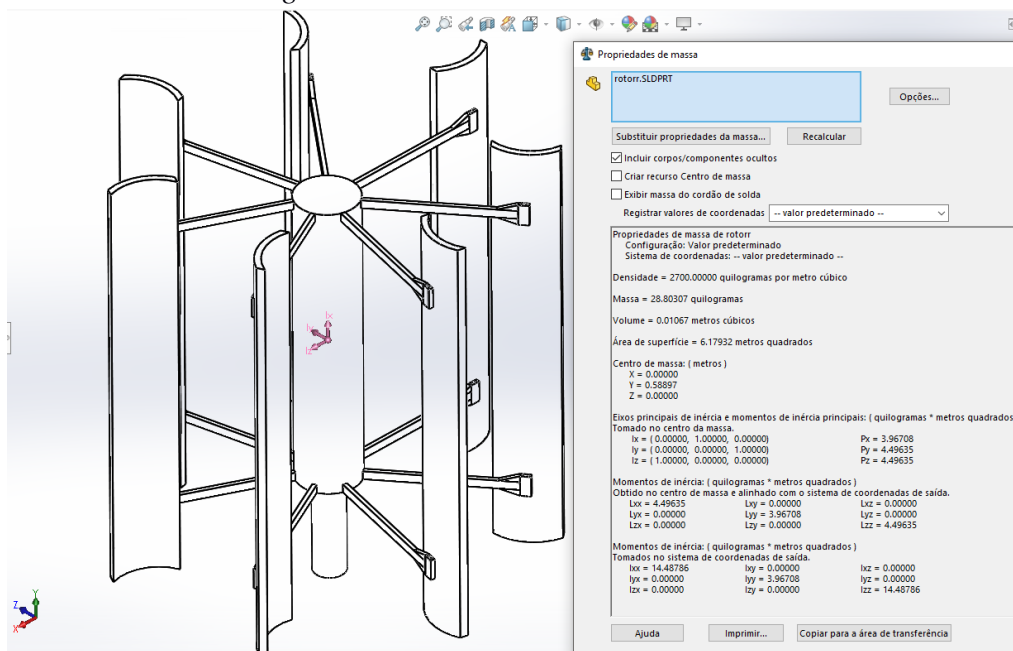 Propriedades de massa
rotorr.SLDPRT
Opções...
Substituir propriedades da massa...
Recalcular
Incluir corpos/componentes ocultos
Criar recurso Centro de massa
Exibir massa do cordão de solda
Registrar valores de coordenadas
-- valor predeterminado --
Propriedades de massa de rotorr
Configuração: Valor predeterminado
Sistema de coordenadas: -- valor predeterminado --
Densidade = 2700.00000 quilogramas por metro cúbico
Massa = 28.80307 quilogramas
Volume = 0.01067 metros cúbicos
Área de superfície = 6.17932 metros quadrados
Centro de massa: ( metros )
X = 0.00000
Y = 0.58897
Z = 0.00000
Eixos principais de inércia e momentos de inércia principais: ( quilogramas * metros quadrados
Tomado no centro da massa.
Ix = ( 0.00000, 1.00000, 0.00000) Px = 3.96708
Iy = ( 0.00000, 0.00000, 1.00000) Py = 4.49635
Iz = ( 1.00000, 0.00000, 0.00000) Pz = 4.49635
Momentos de inércia: ( quilogramas * metros quadrados )
Obtido no centro de massa e alinhado com o sistema de coordenadas de saída.
Lxx = 4.49635 Lxy = 0.00000 Lxz = 0.00000
Lyx = 0.00000 Lyy = 3.96708 Lyz = 0.00000
Lzx = 0.00000 Lzy = 0.00000 Lzz = 4.49635
Momentos de inércia: ( quilogramas * metros quadrados )
Tomados no sistema de coordenadas de saída.
Ixx = 14.48786 Ixy = 0.00000 Ixz = 0.00000
Iyx = 0.00000 Iyy = 3.96708 Iyz = 0.00000
Izx = 0.00000 Izy = 0.00000 Izz = 14.48786
Ajuda
Imprimir...
Copiar para a área de transferência
Ix
Iz
Y
Z
X